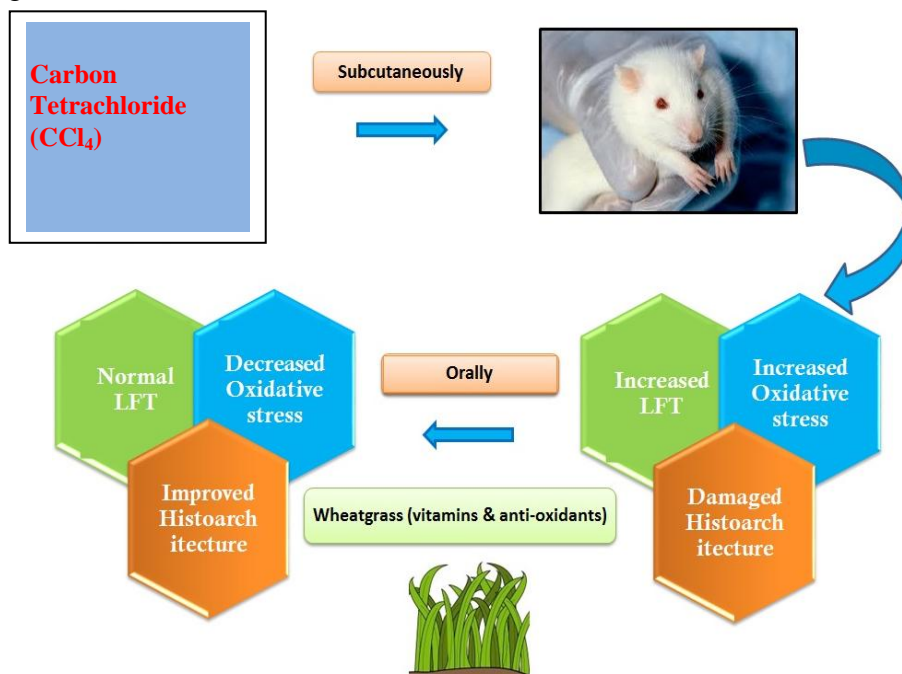 Carbon
Tetrachloride
(CCl₄)
Subcutaneously
Normal
LFT
Decreased
Oxidative
stress
Improved
Histoarch
itecture
Orally
Wheatgrass (vitamins & anti-oxidants)
Increased
LFT
Increased
Oxidative
stress
Damaged
Histoarch
itecture